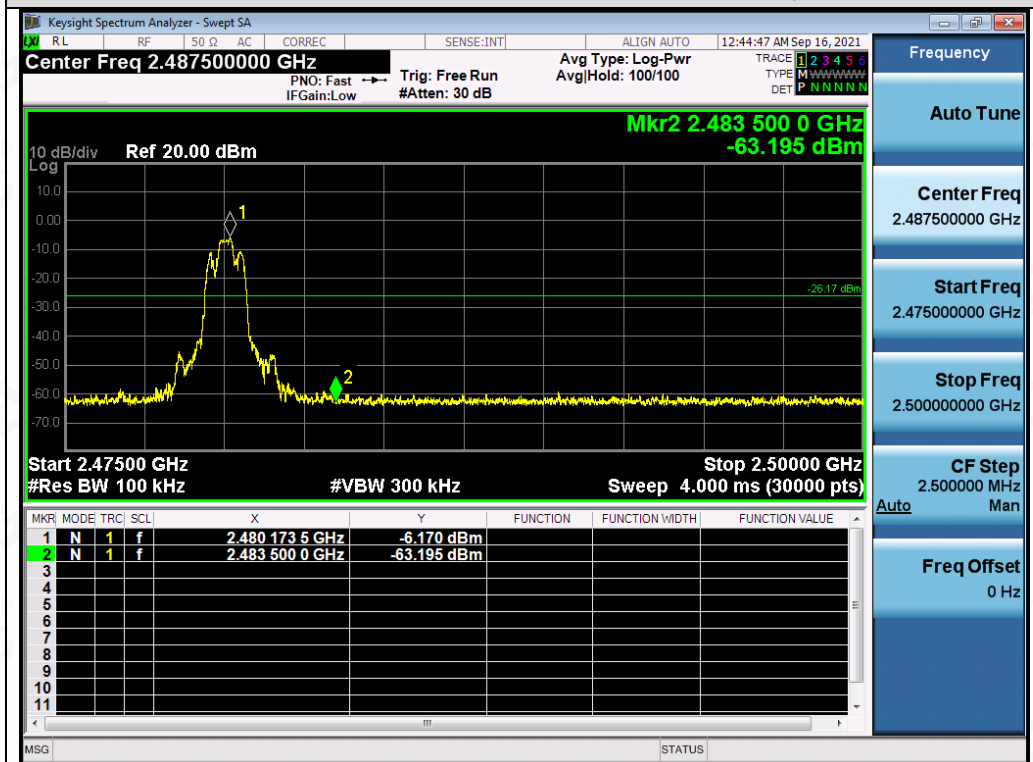 Keysight Spectrum Analyzer - Swept SA
LXI RL RF 50 Ω AC CORREC SENSE:INT ALIGN AUTO 12:44:47 AM Sep 16, 2021
Center Freq 2.487500000 GHz
PNO: Fast
IFGain:Low
Trig: Free Run
#Atten: 30 dB
Avg Type: Log-Pwr
Avg|Hold: 100/100
TRACE 1 2 3 4 5 6
TYPE M WWWWW
DET P N N N N N
Mkr2 2.483 500 0 GHz
-63.195 dBm
10 dB/div Ref 20.00 dBm
Log
10.0
0.00
-10.0
-20.0
-30.0
-40.0
-50.0
-60.0
-70.0
1
-26.17 dBm
2
Start 2.47500 GHz Stop 2.50000 GHz
#Res BW 100 kHz #VBW 300 kHz Sweep 4.000 ms (30000 pts)
MKR MODE TRC SCL X Y FUNCTION FUNCTION WIDTH FUNCTION VALUE
1 N 1 f 2.480 173 5 GHz -6.170 dBm
2 N 1 f 2.483 500 0 GHz -63.195 dBm
3
4
5
6
7
8
9
10
11
MSG STATUS
Frequency
Auto Tune
Center Freq
2.487500000 GHz
Start Freq
2.475000000 GHz
Stop Freq
2.500000000 GHz
CF Step
2.500000 MHz
Auto Man
Freq Offset
0 Hz